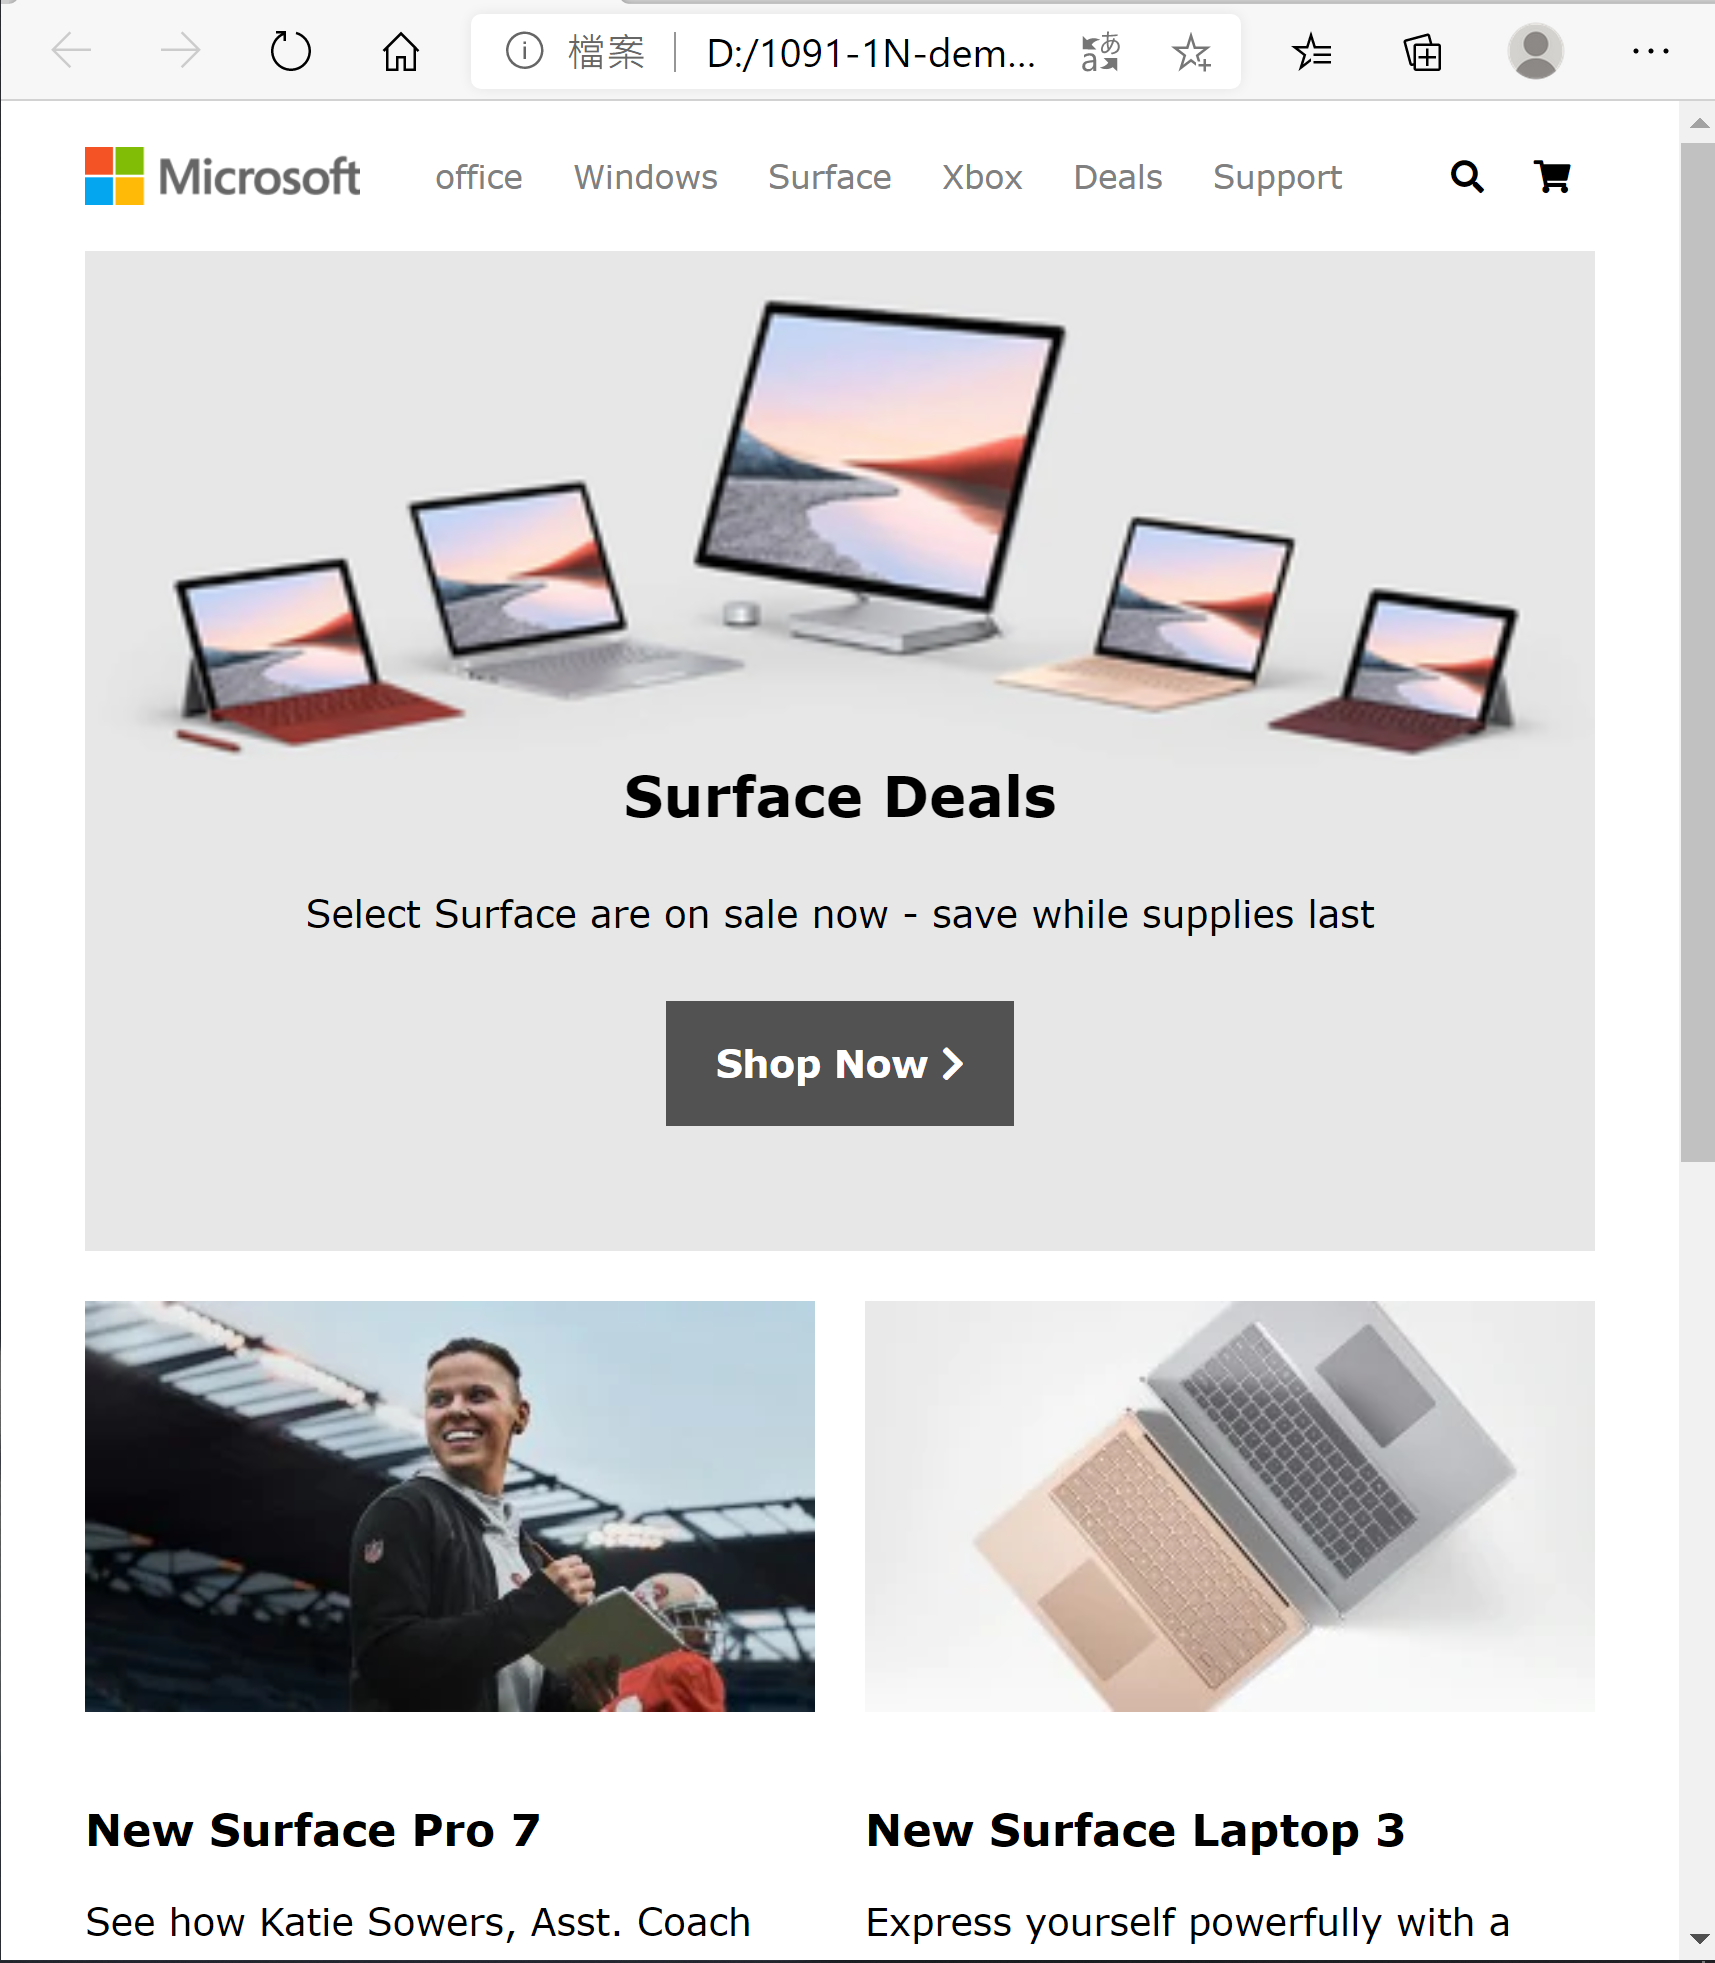 檔案 D:/1091-1N-dem...
Microsoft office Windows Surface Xbox Deals Support
Surface Deals
Select Surface are on sale now - save while supplies last
Shop Now
New Surface Pro 7
See how Katie Sowers, Asst. Coach
New Surface Laptop 3
Express yourself powerfully with a